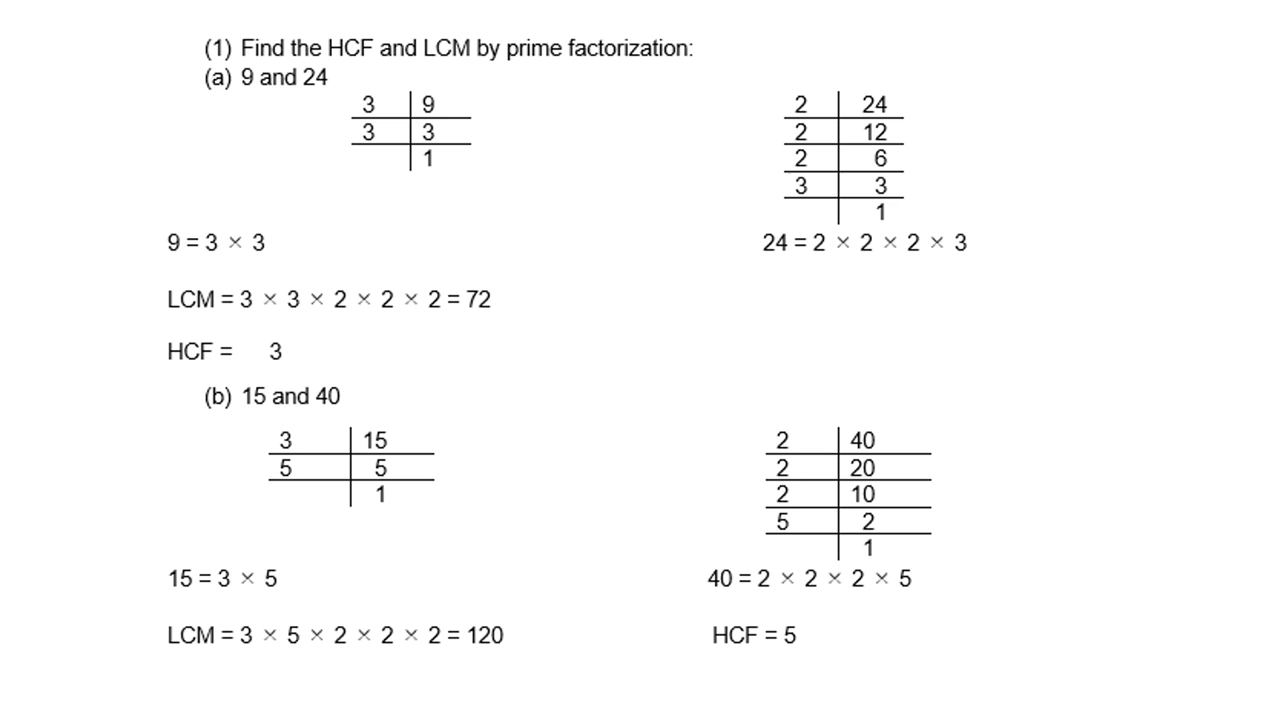 (1) Find the HCF and LCM by prime factorization:
(a) 9 and 24
3 9
3 3
1
2 24
2 12
2 6
3 3
1
9 = 3 × 3
24 = 2 × 2 × 2 × 3
LCM = 3 × 3 × 2 × 2 × 2 = 72
HCF = 3
(b) 15 and 40
3 15
5 5
1
2 40
2 20
2 10
5 2
1
15 = 3 × 5
40 = 2 × 2 × 2 × 5
LCM = 3 × 5 × 2 × 2 × 2 = 120
HCF = 5